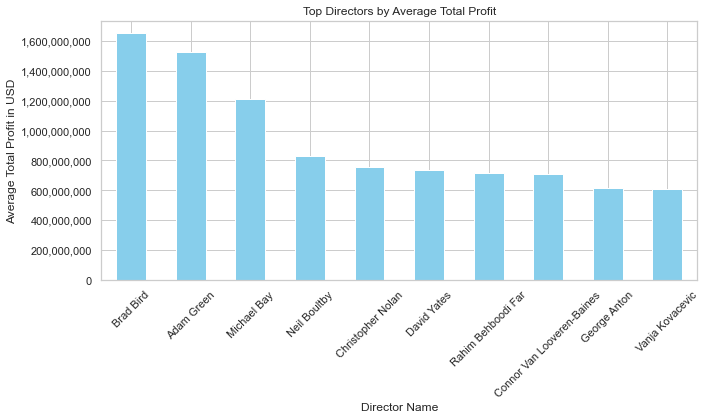 Top Directors by Average Total Profit
1,600,000,000
1,400,000,000
1,200,000,000
1,000,000,000
800,000,000
600,000,000
400,000,000
200,000,000
0
Average Total Profit in USD
Brad Bird
Adam Green
Michael Bay
Neil Boultby
Christopher Nolan
David Yates
Rahim Behboodi Far
Connor Van Looveren-Baines
George Anton
Vanja Kovacevic
Director Name